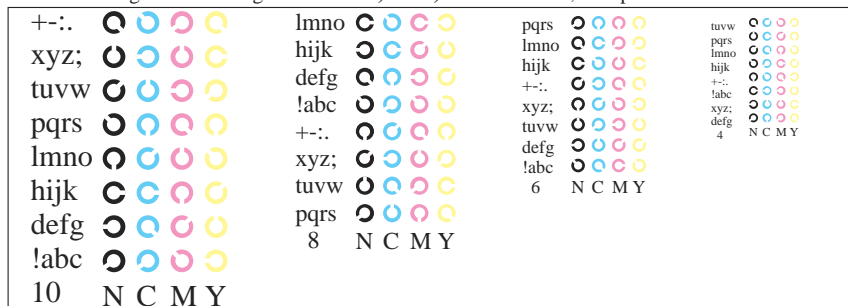 +-:.
xyz;
tuvw
pqrs
lmno
hijk
defg
!abc
10 N C M Y
lmno
hijk
defg
!abc
+-:.
xyz;
tuvw
pqrs
8 N C M Y
pqrs
lmno
hijk
+-:.
xyz;
tuvw
defg
!abc
6 N C M Y
tuvw
pqrs
lmno
hijk
+-:.
!abc
xyz;
defg
4 N C M Y